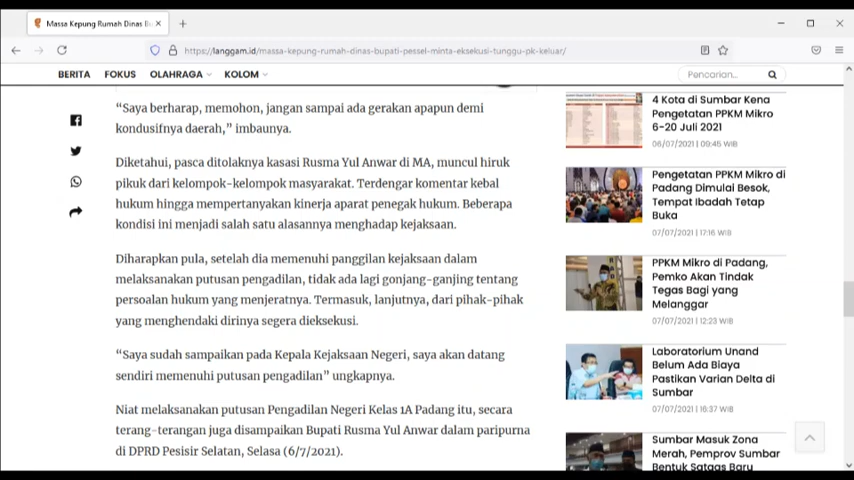 Massa Kepung Rumah Dinas B
https://langgam.id/massa-kepung-rumah-dinas-bupati-pessel-minta-eksekusi-tunggu-pk-keluar/
BERITA FOKUS OLAHRAGA KOLOM
Pencarian..
“Saya berharap, memohon, jangan sampai ada gerakan apapun demi
kondusifnya daerah,” imbaunya.
Diketahui, pasca ditolaknya kasasi Rusma Yul Anwar di MA, muncul hiruk
pikuk dari kelompok-kelompok masyarakat. Terdengar komentar kebal
hukum hingga mempertanyakan kinerja aparat penegak hukum. Beberapa
kondisi ini menjadi salah satu alasannya menghadap kejaksaan.
Diharapkan pula, setelah dia memenuhi panggilan kejaksaan dalam
melaksanakan putusan pengadilan, tidak ada lagi gonjang-ganjing tentang
persoalan hukum yang menjeratnya. Termasuk, lanjutnya, dari pihak-pihak
yang menghendaki dirinya segera dieksekusi.
“Saya sudah sampaikan pada Kepala Kejaksaan Negeri, saya akan datang
sendiri memenuhi putusan pengadilan” ungkapnya.
Niat melaksanakan putusan Pengadilan Negeri Kelas 1A Padang itu, secara
terang-terangan juga disampaikan Bupati Rusma Yul Anwar dalam paripurna
di DPRD Pesisir Selatan, Selasa (6/7/2021).
4 Kota di Sumbar Kena
Pengetatan PPKM Mikro
6-20 Juli 2021
06/07/2021 | 09:45 WIB
Pengetatan PPKM Mikro di
Padang Dimulai Besok,
Tempat Ibadah Tetap
Buka
07/07/2021 | 17:16 WIB
PPKM Mikro di Padang,
Pemko Akan Tindak
Tegas Bagi yang
Melanggar
07/07/2021 | 12:23 WIB
Laboratorium Unand
Belum Ada Biaya
Pastikan Varian Delta di
Sumbar
07/07/2021 | 16:37 WIB
Sumbar Masuk Zona
Merah, Pemprov Sumbar
Bentuk Satgas Baru